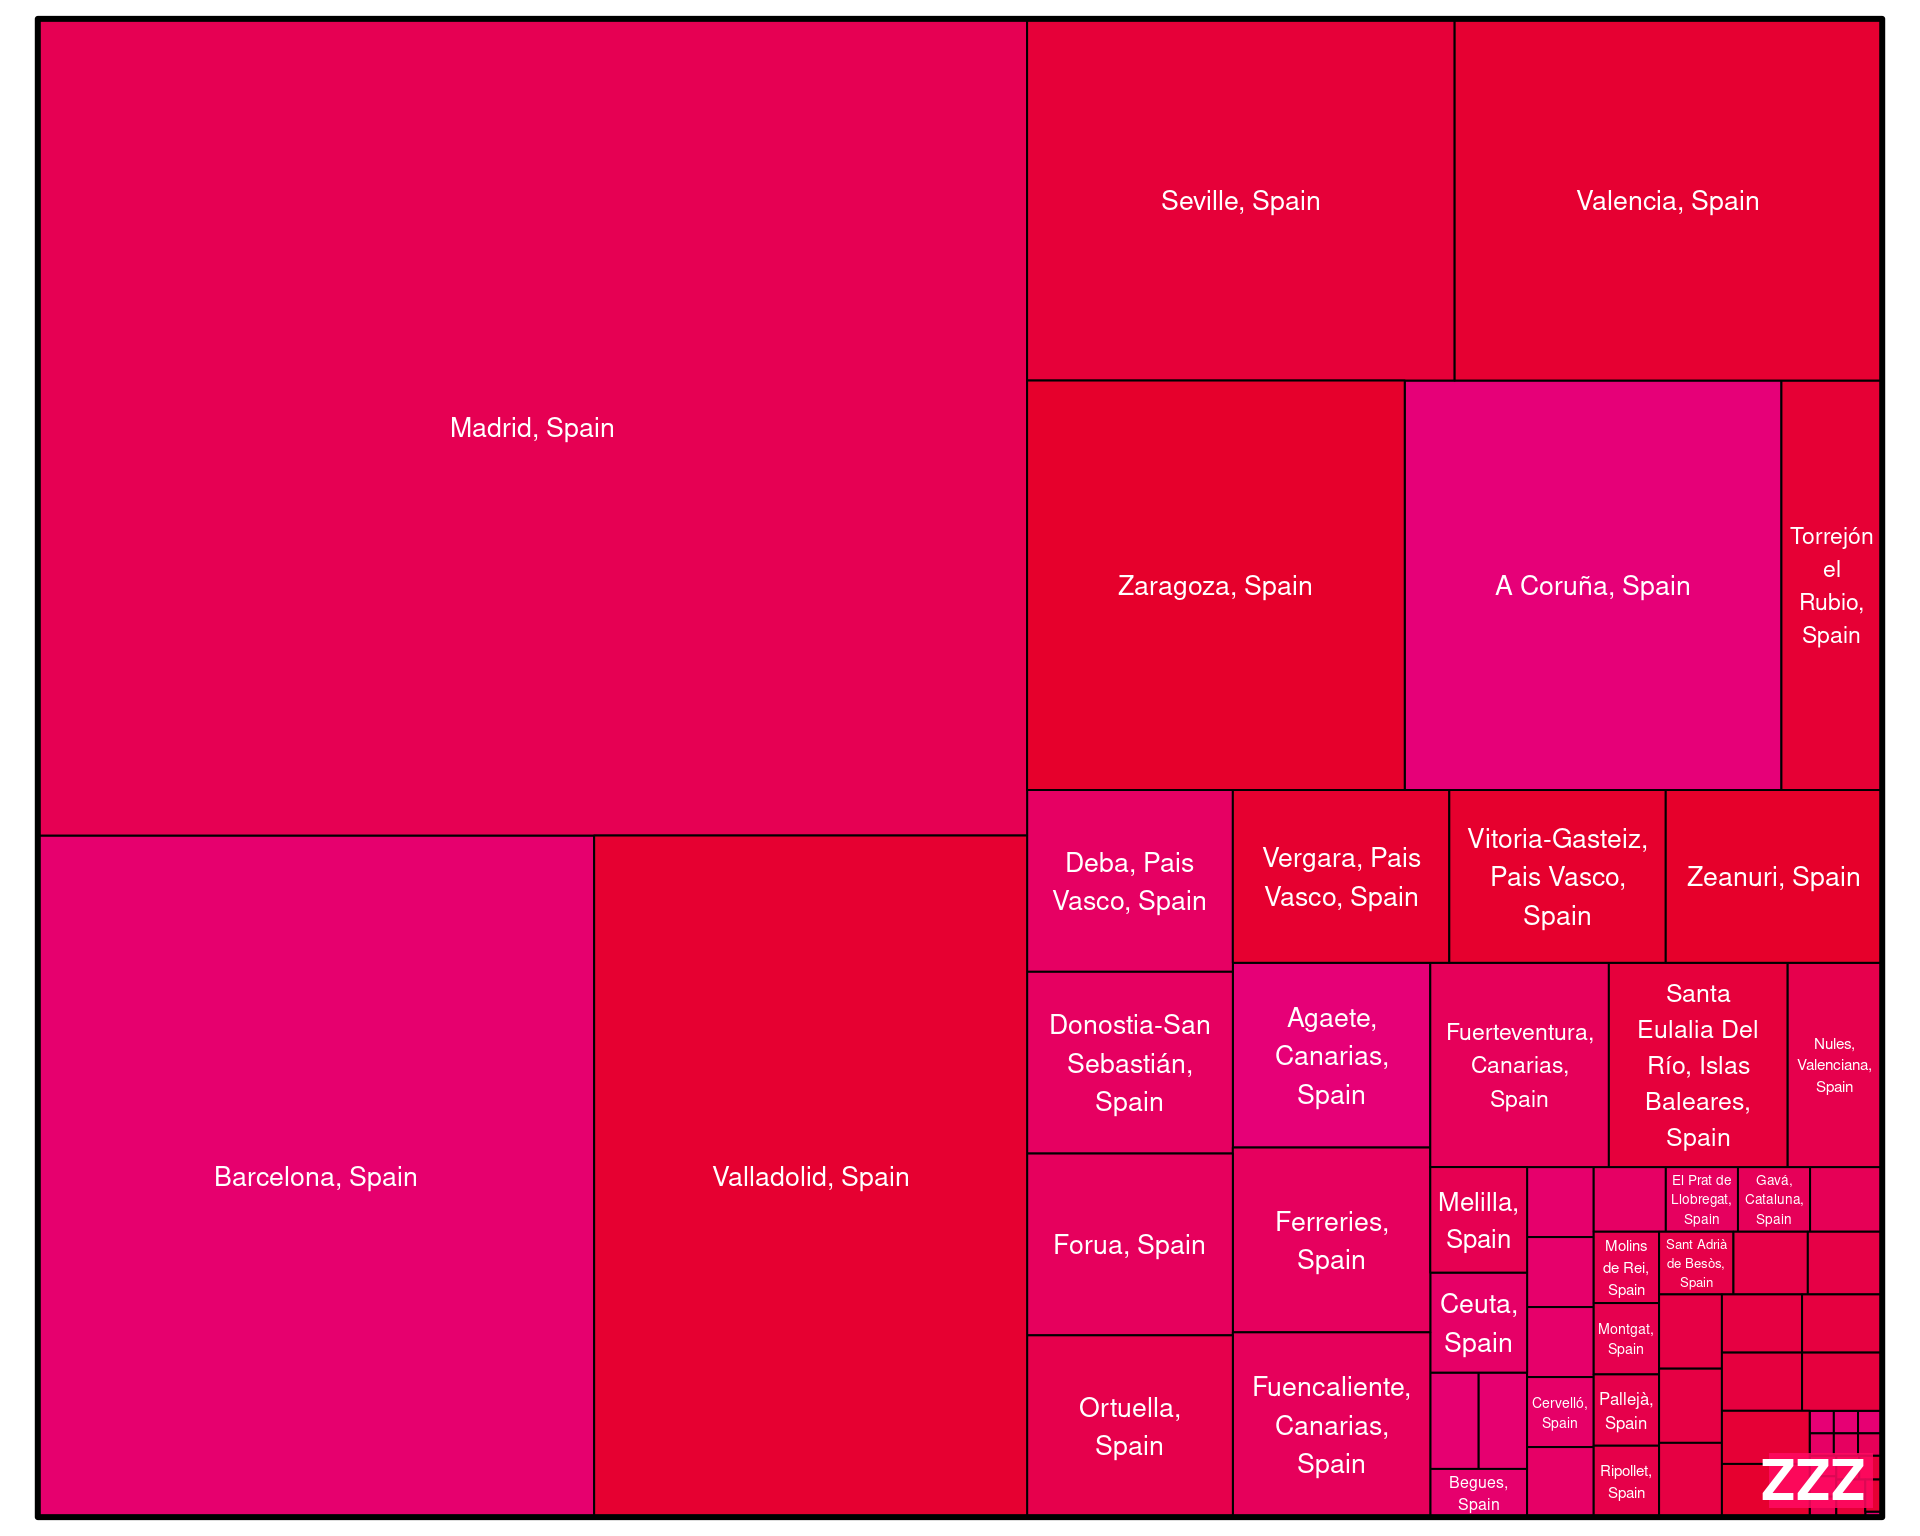 Madrid, Spain
Seville, Spain
Valencia, Spain
Zaragoza, Spain
A Coruña, Spain
Torrejón
el
Rubio,
Spain
Barcelona, Spain
Valladolid, Spain
Deba, Pais
Vasco, Spain
Vergara, Pais
Vasco, Spain
Vitoria-Gasteiz,
Pais Vasco,
Spain
Zeanuri, Spain
Donostia-San
Sebastián,
Spain
Agaete,
Canarias,
Spain
Fuerteventura,
Canarias,
Spain
Santa
Eulalia Del
Río, Islas
Baleares,
Spain
Nules,
Valenciana,
Spain
Forua, Spain
Ferreries,
Spain
Melilla,
Spain
El Prat de
Llobregat,
Spain
Gavá,
Cataluna,
Spain
Molins
de Rei,
Spain
Sant Adrià
de Besòs,
Spain
Ceuta,
Spain
Montgat,
Spain
Ortuella,
Spain
Fuencaliente,
Canarias,
Spain
Cervelló,
Spain
Pallejà,
Spain
Begues,
Spain
Ripollet,
Spain
ZZZ